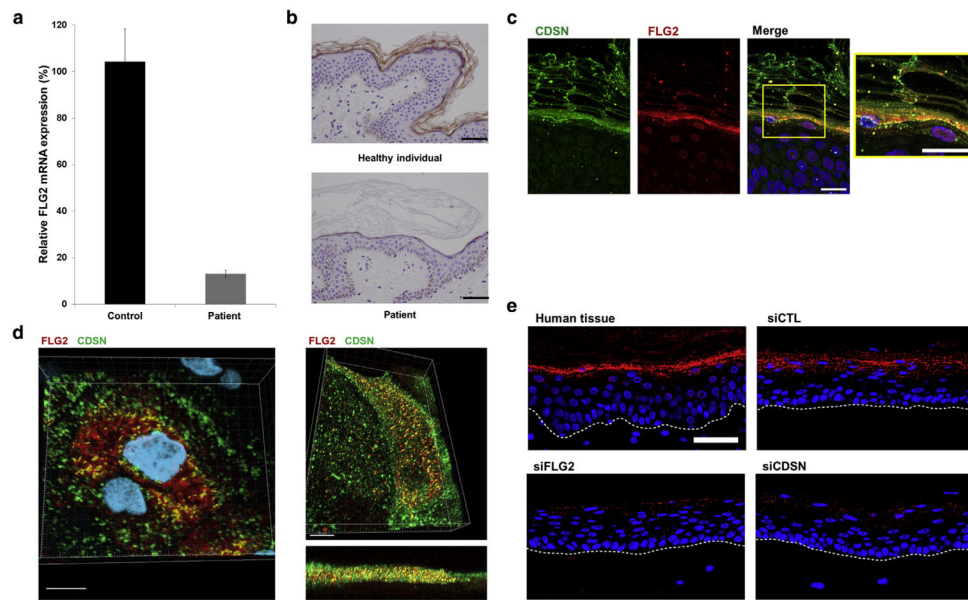 a
Relative FLG2 mRNA expression (%)
120
100
80
60
40
20
0
Control Patient
b
Healthy individual
Patient
c
CDSN FLG2 Merge
d
FLG2 CDSN
FLG2 CDSN
e
Human tissue siCTL
siFLG2 siCDSN